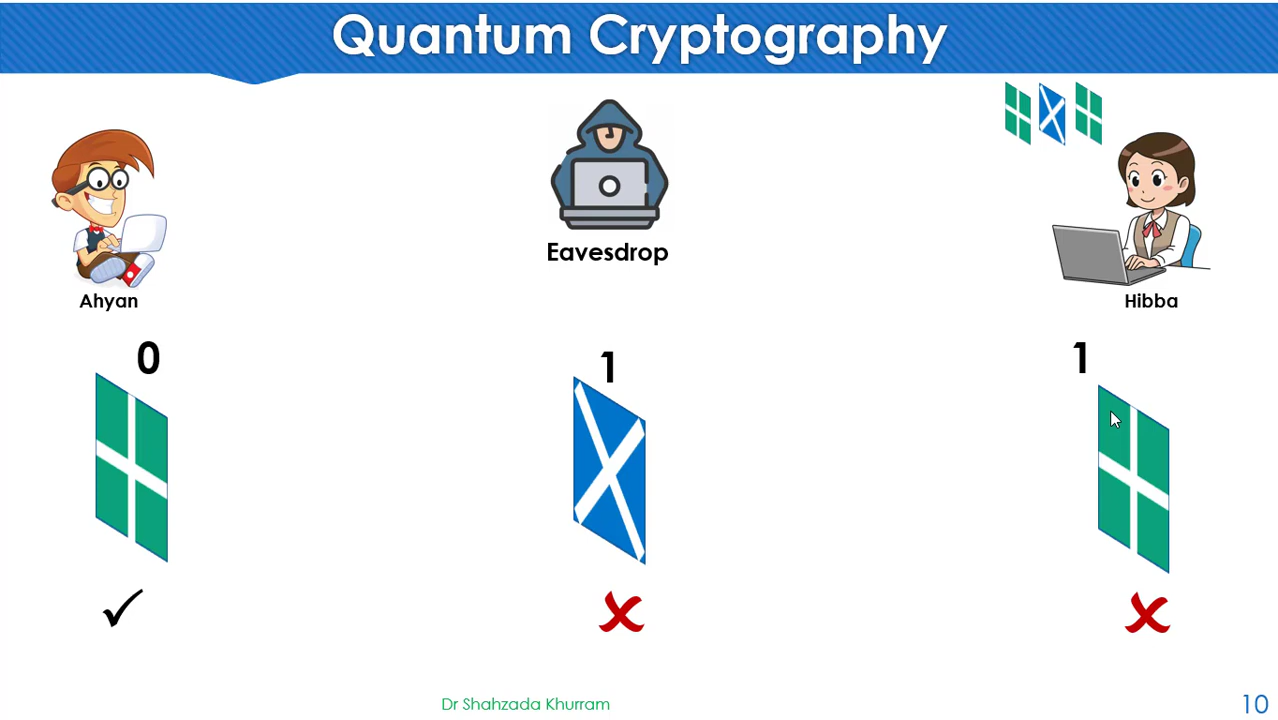 Quantum Cryptography
Eavesdrop
Ahyan
Hibba
0
1
1
Dr Shahzada Khurram
10